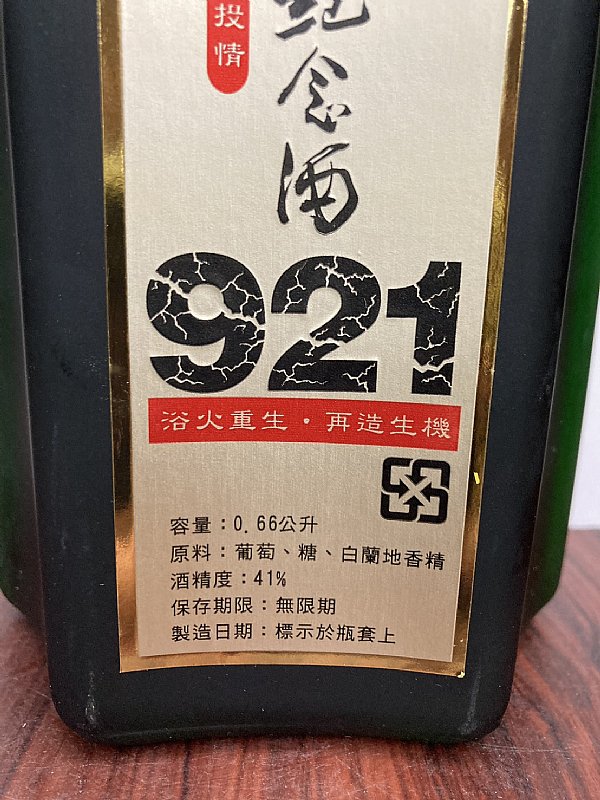 投情
紀念酒
921
浴火重生・再造生機
容量：0.66公升
原料：葡萄、糖、白蘭地香精
酒精度：41%
保存期限：無限期
製造日期：標示於瓶套上